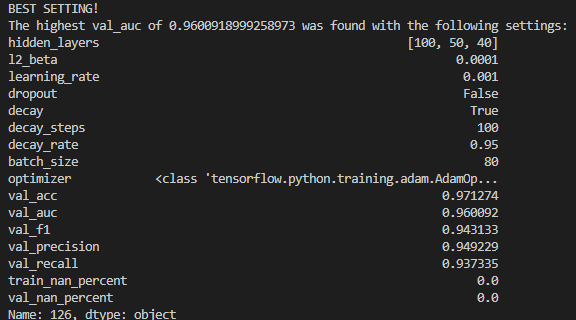 BEST SETTING!
The highest val_auc of 0.9600918999258973 was found with the following settings:
hidden_layers [100, 50, 40]
l2_beta 0.0001
learning_rate 0.001
dropout False
decay True
decay_steps 100
decay_rate 0.95
batch_size 80
optimizer <class 'tensorflow.python.training.adam.AdamOp...
val_acc 0.971274
val_auc 0.960092
val_f1 0.943133
val_precision 0.949229
val_recall 0.937335
train_nan_percent 0.0
val_nan_percent 0.0
Name: 126, dtype: object